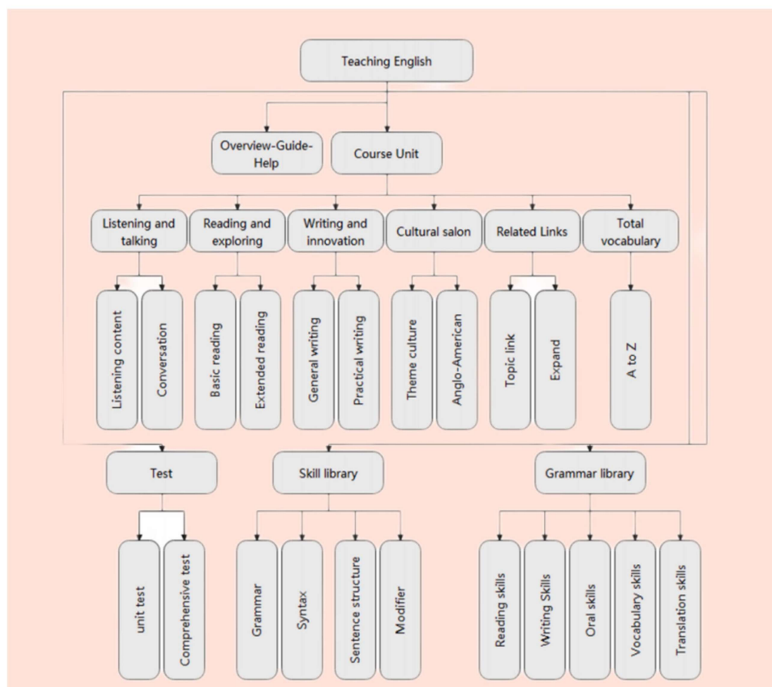 Teaching English
Overview-Guide-
Help
Course Unit
Listening and
talking
Reading and
exploring
Writing and
innovation
Cultural salon
Related Links
Total
vocabulary
Listening content
Conversation
Basic reading
Extended reading
General writing
Practical writing
Theme culture
Anglo-American
Topic link
Expand
A to Z
Test
Skill library
Grammar library
unit test
Comprehensive test
Grammar
Syntax
Sentence structure
Modifier
Reading skills
Writing Skills
Oral skills
Vocabulary skills
Translation skills